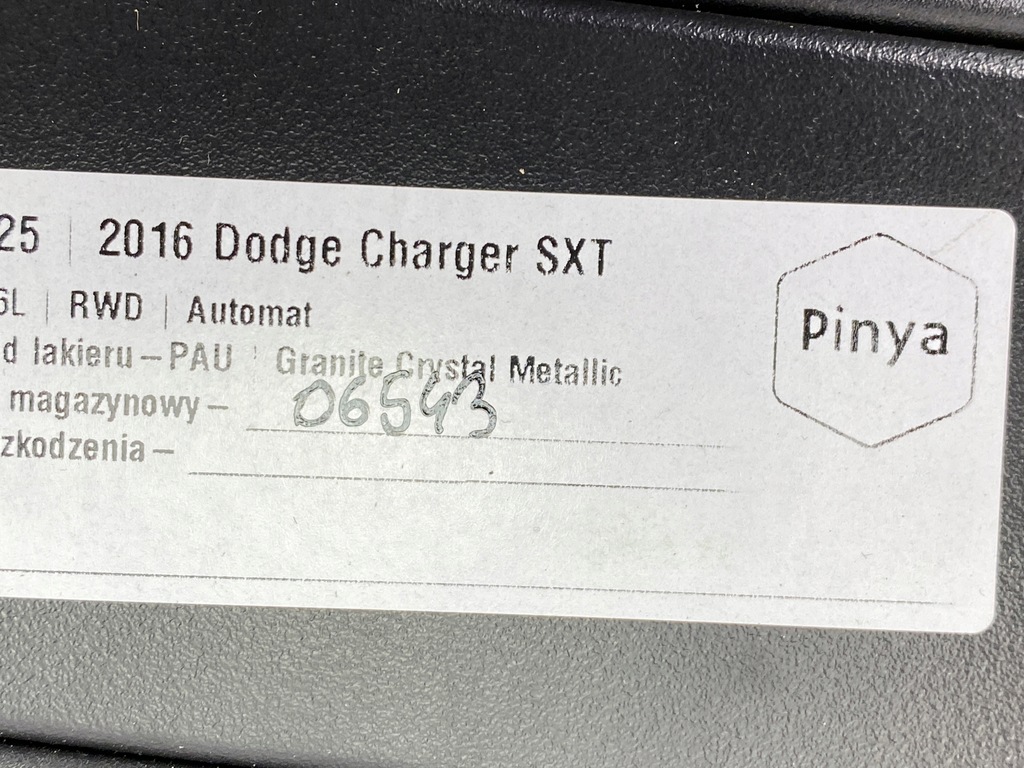 25 | 2016 Dodge Charger SXT
6L | RWD | Automat
d lakieru – PAU | Granite Crystal Metallic
magazynowy – 06543
zkodzenia –
Pinya